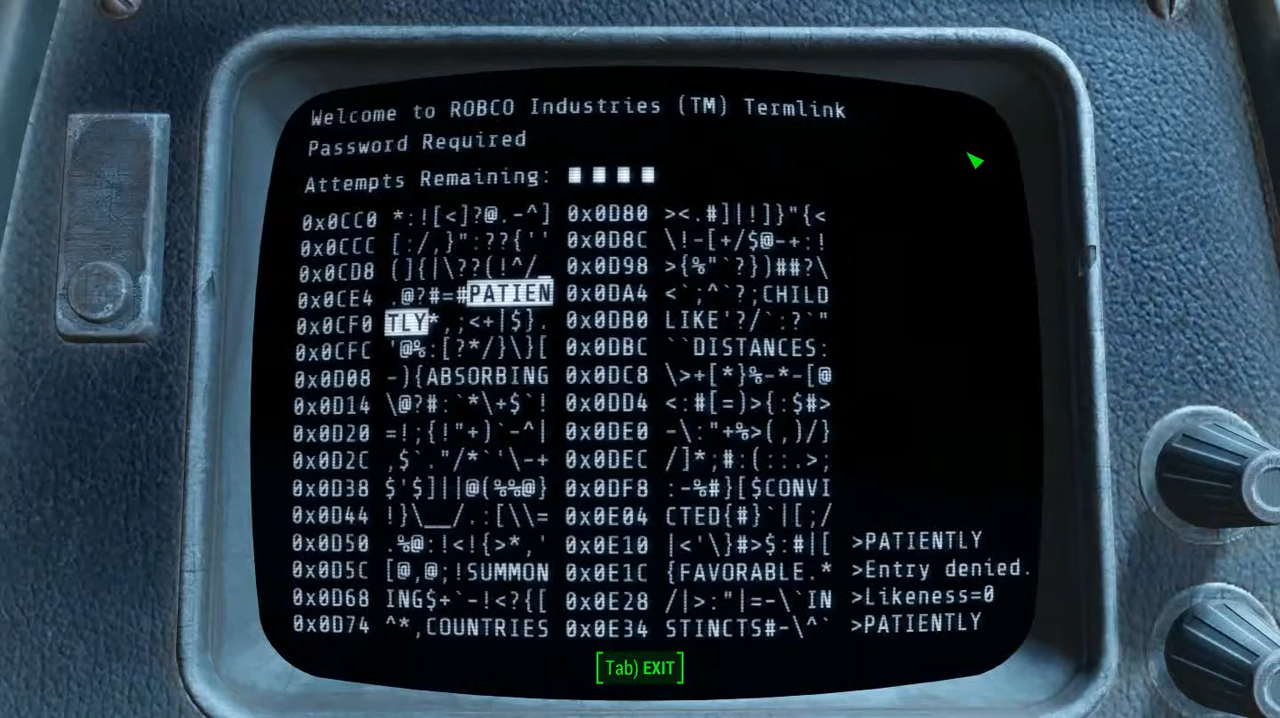 Welcome to ROBCO Industries (TM) Termlink
Password Required
Attempts Remaining: ■ ■ ■ ■
0x0CC0 *:![<]?@.-^] 0x0D80 ><.#]|!]}"{<
0x0CCC [:/,}":??{'' 0x0D8C \!-[+/$@-+:!
0x0CD8 (]{|\??(!^/_ 0x0D98 >{%"`?})##?\
0x0CE4 .@?#=#PATIEN 0x0DA4 <`;^`?;CHILD
0x0CF0 TLY*,;<+|$}. 0x0DB0 LIKE'?/`:?`"
0x0CFC '@%:[?*/}\}[ 0x0DBC ``DISTANCES:
0x0D08 -){ABSORBING 0x0DC8 \>+[*}%-*-[@
0x0D14 \@?#:`*\+$`! 0x0DD4 <:#[=)>{:$#>
0x0D20 =!;{!"+)`-^| 0x0DE0 -\:"+%>(,)/}
0x0D2C ,$`."/*`'\-+ 0x0DEC /]*;#:(::.>;
0x0D38 $'$]||@(%%@} 0x0DF8 :-%#}[$CONVI
0x0D44 !}\__/.:[\\= 0x0E04 CTED{#}`|[;/
0x0D50 .%@:!<!{>*,' 0x0E10 |<'\}#>$:#|[ >PATIENTLY
0x0D5C [@,@;!SUMMON 0x0E1C {FAVORABLE.* >Entry denied.
0x0D68 ING$+`-!<?{[ 0x0E28 /|>:"|=-\`IN >Likeness=0
0x0D74 ^*,COUNTRIES 0x0E34 STINCTS#-\^` >PATIENTLY
[Tab) EXIT]